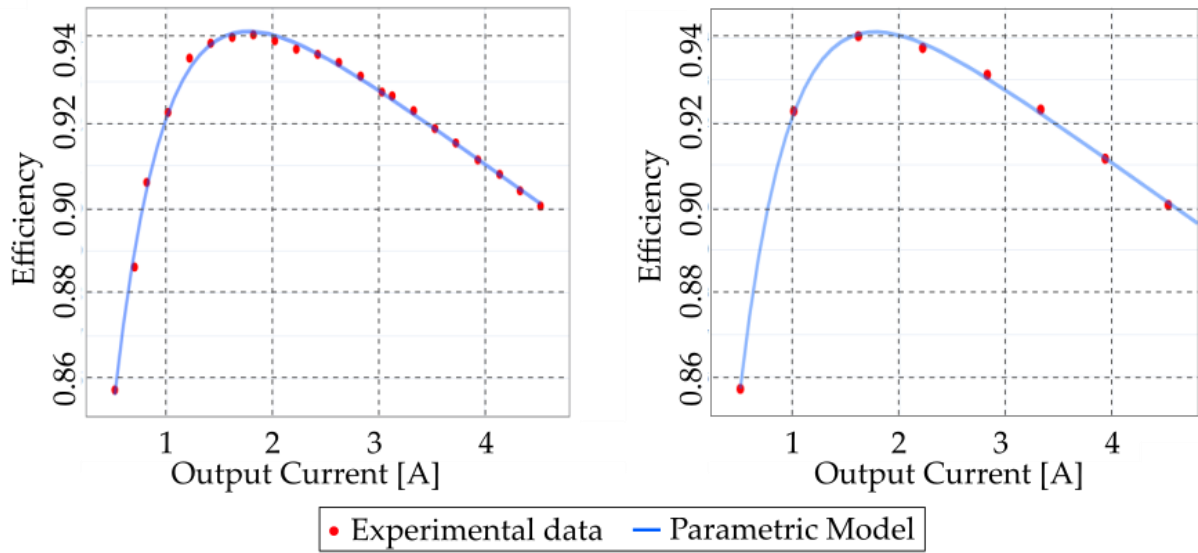 0.94
0.92
0.90
0.88
0.86
Efficiency
1 2 3 4
Output Current [A]
0.94
0.92
0.90
0.88
0.86
Efficiency
1 2 3 4
Output Current [A]
Experimental data Parametric Model